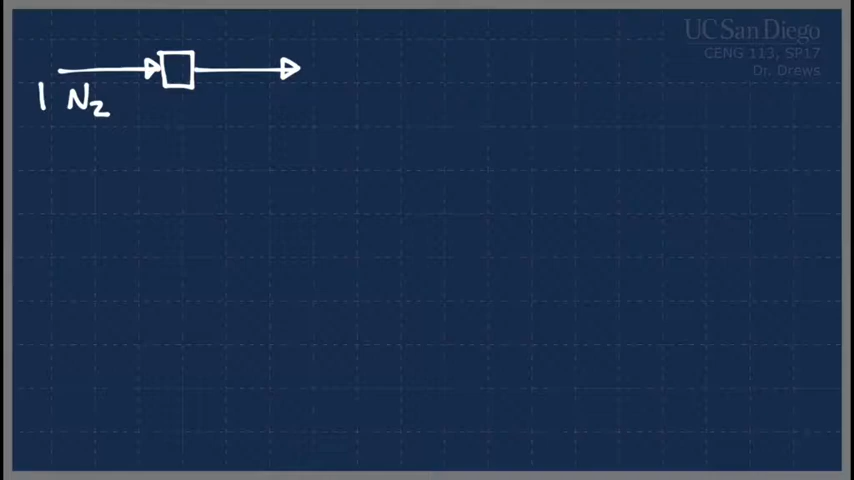 UC San Diego
CENG 113, SP17
Dr. Drews
1 N₂